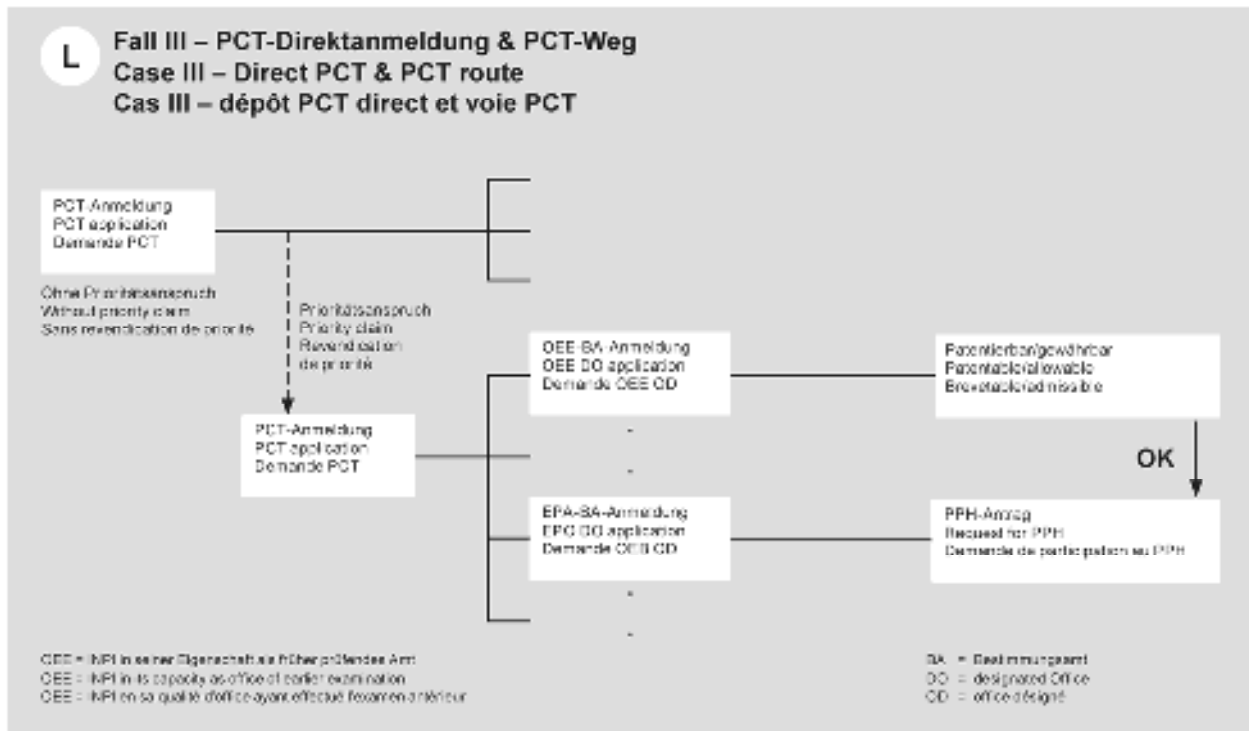 L
Fall III – PCT-Direktanmeldung & PCT-Weg
Case III – Direct PCT & PCT route
Cas III – dépôt PCT direct et voie PCT
PCT-Anmeldung
PCT application
Demande PCT
Ohne Prioritätsanspruch
Without priority claim
Sans revendication de priorité
Prioritätsanspruch
Priority claim
Revendication
de priorité
PCT-Anmeldung
PCT application
Demande PCT
OEE-BA-Anmeldung
OEE DO application
Demande OEE OD
Patentierbar/gewährbar
Patentable/allowable
Brevetable/admissible
OK
EPA-BA-Anmeldung
EPO DO application
Demande OEB OD
PPH-Antrag
Request for PPH
Demande de participation au PPH
OEE = INPI in seiner Eigenschaft als früher prüfendes Amt
OEE = INPI in its capacity as office of earlier examination
OEE = INPI en sa qualité d'office ayant effectué l'examen antérieur
BA = Bestimmungsamt
DO = designated Office
OD = office désigné